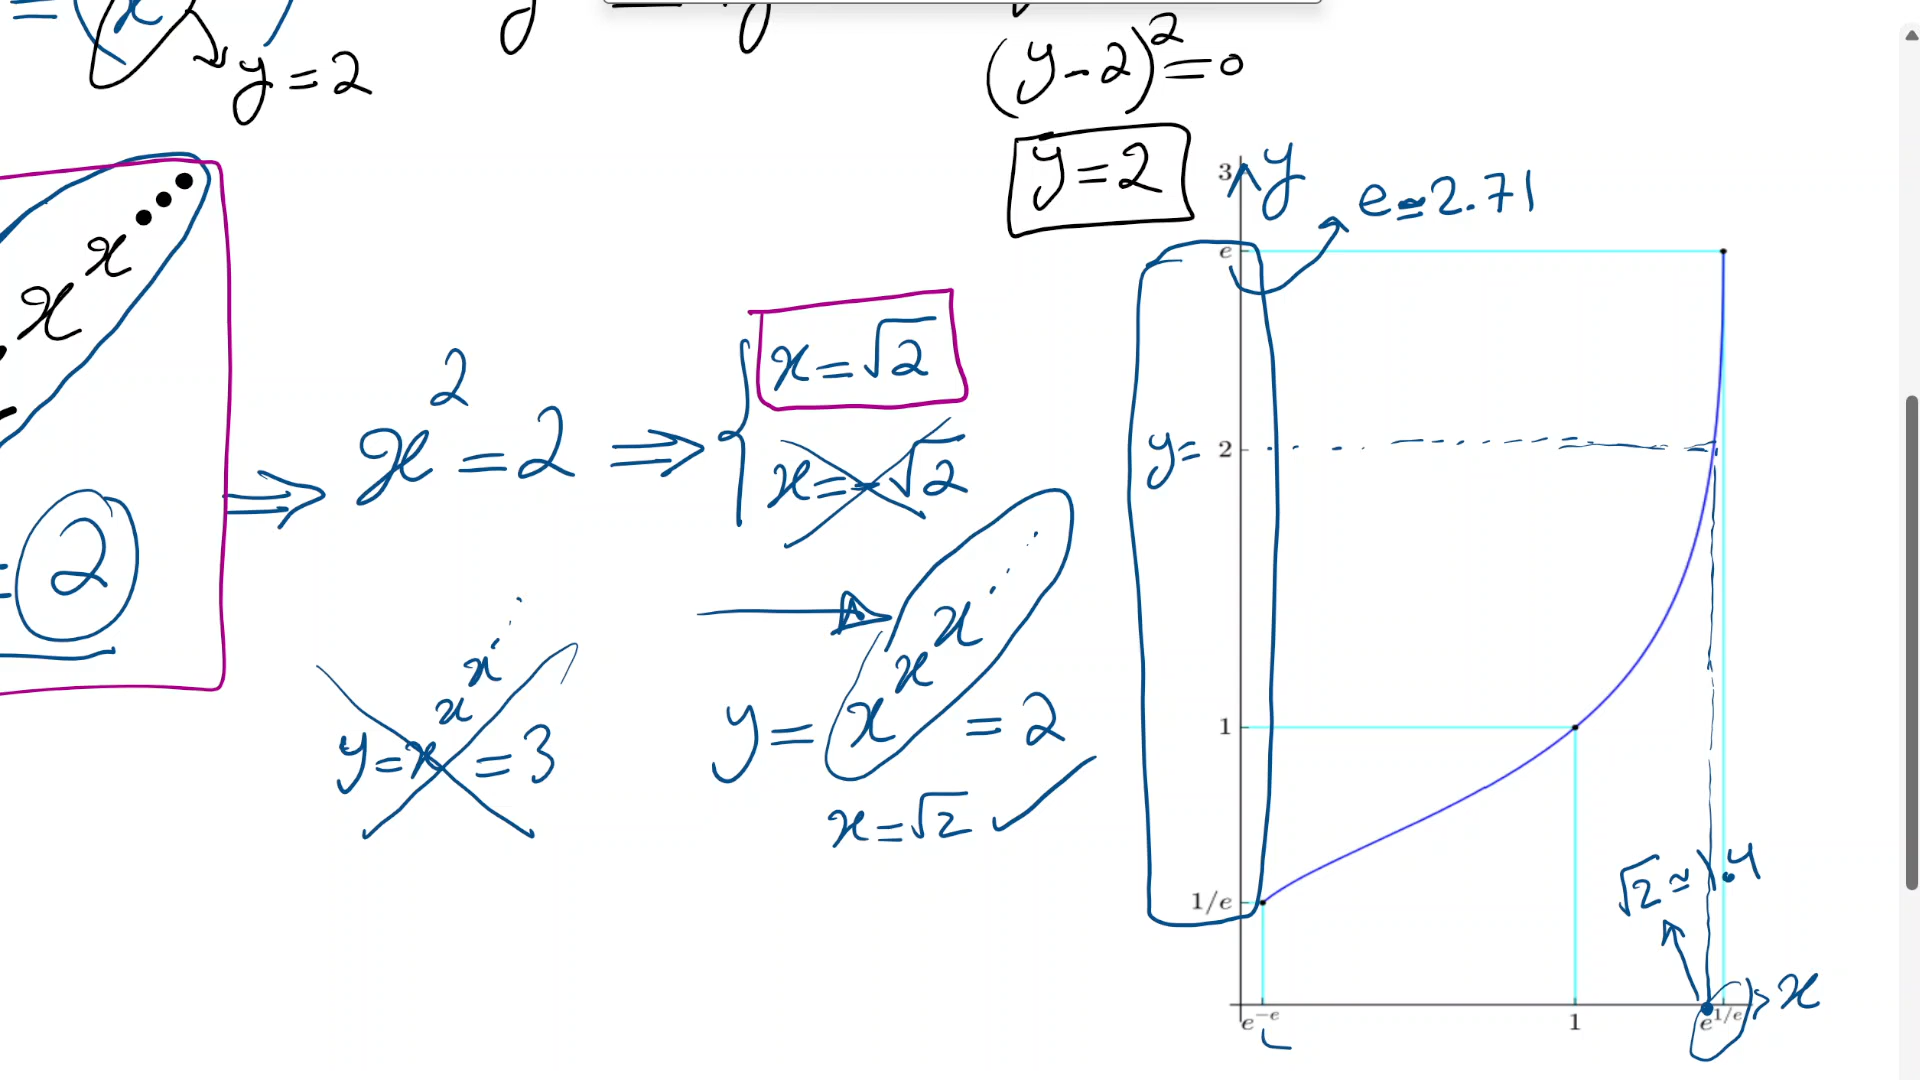 = x
y = 2
y = y
(y-2)² = 0
y = 2
x x . . .
= 2
x² = 2 ⇒ { x = √2
x = -√2
y = x^x^x^⋰ = 3
y = x^x^x^⋰ = 2
x = √2 ✓
y
3
e ≃ 2.71
e
y = 2
1
1/e
√2 ≃ 1.4
e^-e
1
e^1/e
x